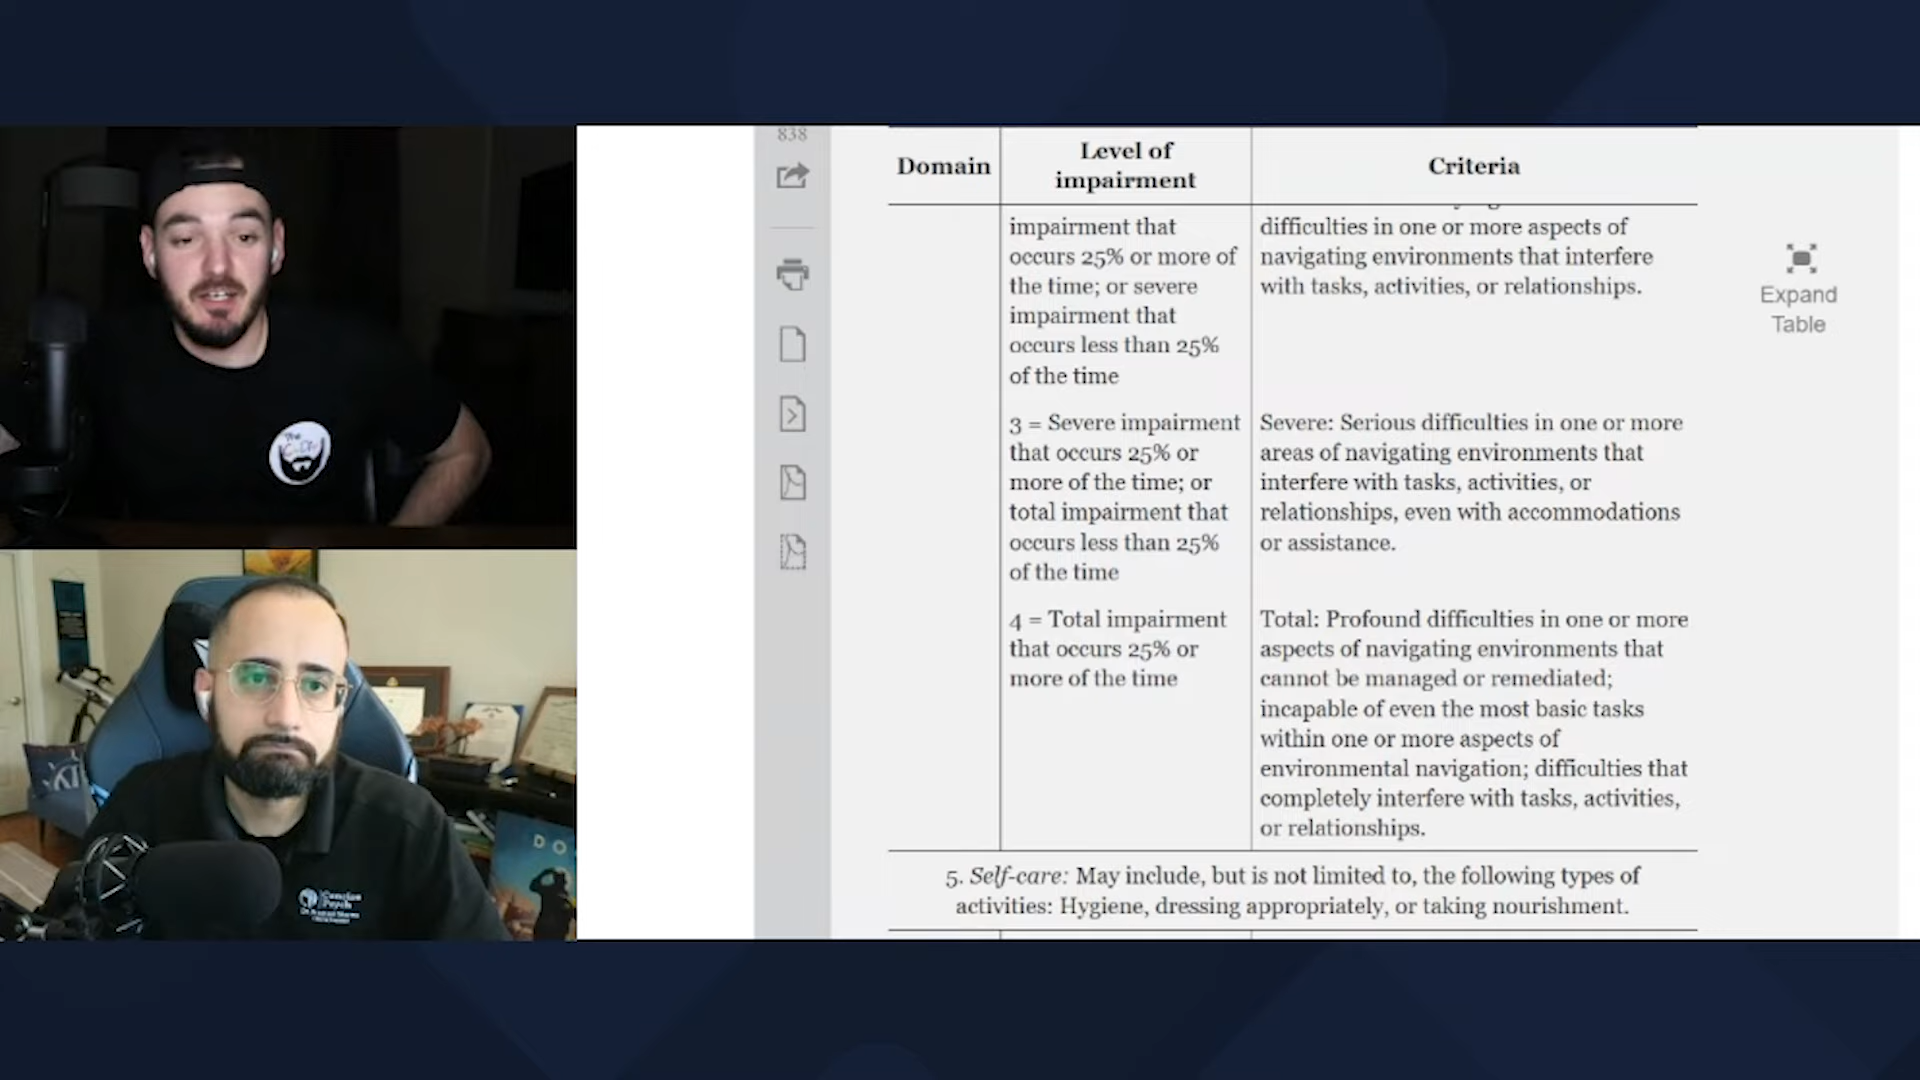 838
Domain
Level of
impairment
Criteria
impairment that
occurs 25% or more of
the time; or severe
impairment that
occurs less than 25%
of the time
difficulties in one or more aspects of
navigating environments that interfere
with tasks, activities, or relationships.
3 = Severe impairment
that occurs 25% or
more of the time; or
total impairment that
occurs less than 25%
of the time
Severe: Serious difficulties in one or more
areas of navigating environments that
interfere with tasks, activities, or
relationships, even with accommodations
or assistance.
4 = Total impairment
that occurs 25% or
more of the time
Total: Profound difficulties in one or more
aspects of navigating environments that
cannot be managed or remediated;
incapable of even the most basic tasks
within one or more aspects of
environmental navigation; difficulties that
completely interfere with tasks, activities,
or relationships.
5. Self-care: May include, but is not limited to, the following types of
activities: Hygiene, dressing appropriately, or taking nourishment.
Expand
Table
The
DO